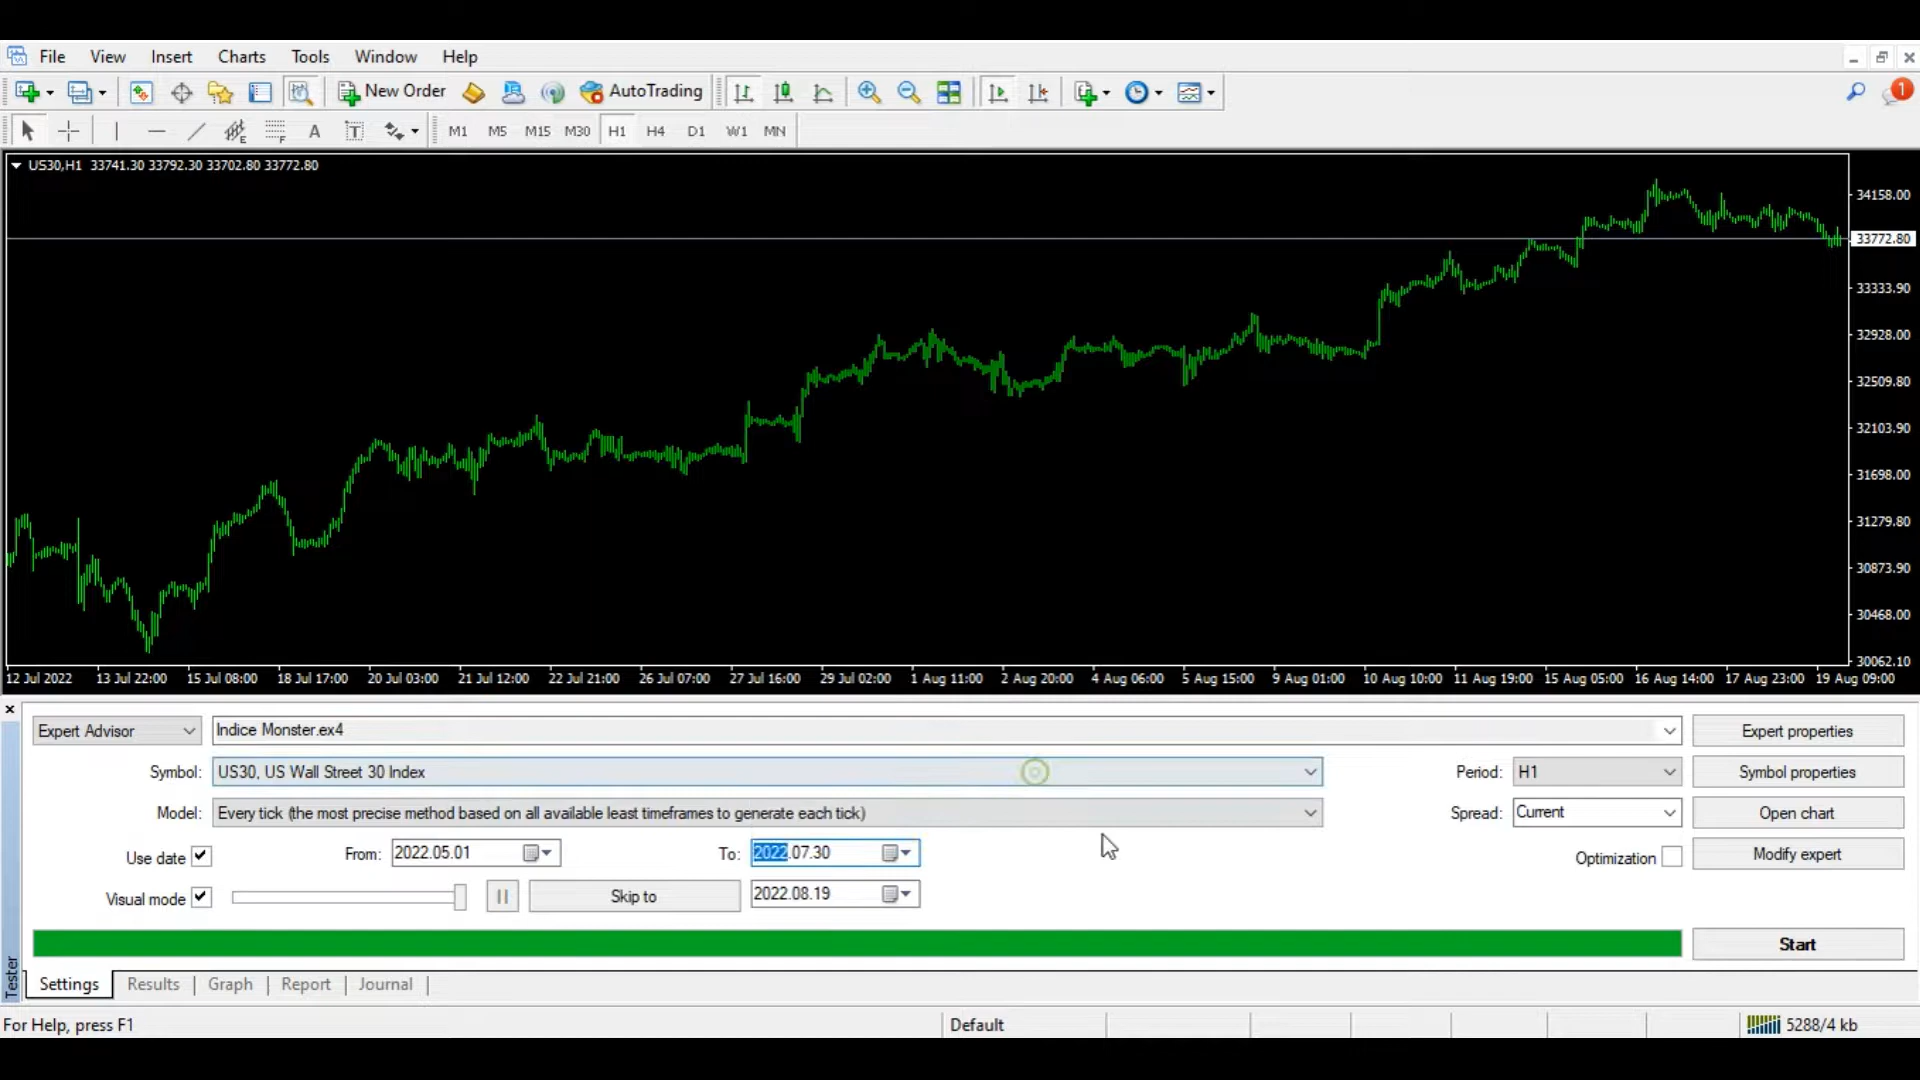 File View Insert Charts Tools Window Help
New Order AutoTrading 1
A T M1 M5 M15 M30 H1 H4 D1 W1 MN
US30,H1 33741.30 33792.30 33702.80 33772.80
34158.00
33772.80
33333.90
32928.00
32509.80
32103.90
31698.00
31279.80
30873.90
30468.00
30062.10
12 Jul 2022 13 Jul 22:00 15 Jul 08:00 18 Jul 17:00 20 Jul 03:00 21 Jul 12:00 22 Jul 21:00 26 Jul 07:00 27 Jul 16:00 29 Jul 02:00 1 Aug 11:00 2 Aug 20:00 4 Aug 06:00 5 Aug 15:00 9 Aug 01:00 10 Aug 10:00 11 Aug 19:00 15 Aug 05:00 16 Aug 14:00 17 Aug 23:00 19 Aug 09:00
Expert Advisor Indice Monster.ex4 Expert properties
Symbol: US30, US Wall Street 30 Index Period: H1 Symbol properties
Model: Every tick (the most precise method based on all available least timeframes to generate each tick) Spread: Current Open chart
Use date From: 2022.05.01 To: 2022.07.30 Optimization Modify expert
Visual mode Skip to 2022.08.19
Start
Tester
Settings Results Graph Report Journal
For Help, press F1 Default 5288/4 kb